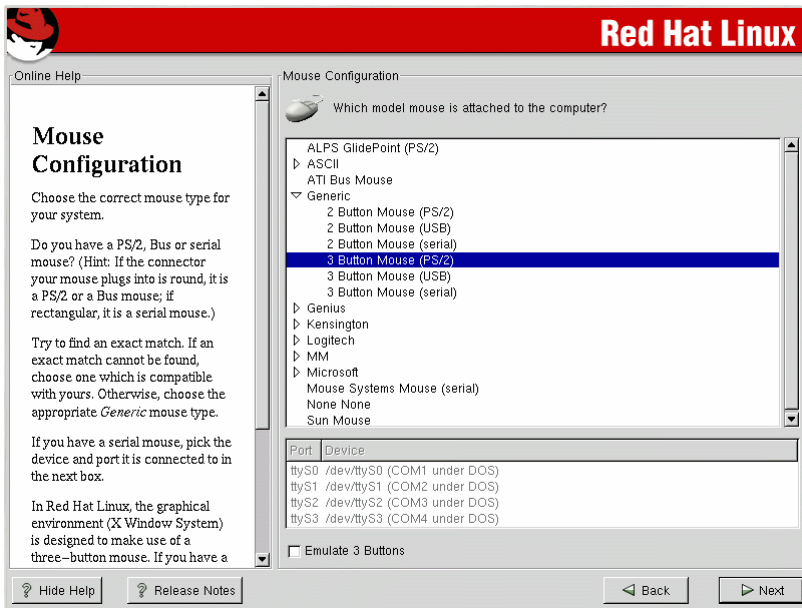 Red Hat Linux
Online Help
Mouse
Configuration
Choose the correct mouse type for
your system.
Do you have a PS/2, Bus or serial
mouse? (Hint: If the connector
your mouse plugs into is round, it is
a PS/2 or a Bus mouse; if
rectangular, it is a serial mouse.)
Try to find an exact match. If an
exact match cannot be found,
choose one which is compatible
with yours. Otherwise, choose the
appropriate Generic mouse type.
If you have a serial mouse, pick the
device and port it is connected to in
the next box.
In Red Hat Linux, the graphical
environment (X Window System)
is designed to make use of a
three-button mouse. If you have a
Mouse Configuration
Which model mouse is attached to the computer?
ALPS GlidePoint (PS/2)
ASCII
ATI Bus Mouse
Generic
2 Button Mouse (PS/2)
2 Button Mouse (USB)
2 Button Mouse (serial)
3 Button Mouse (PS/2)
3 Button Mouse (USB)
3 Button Mouse (serial)
Genius
Kensington
Logitech
MM
Microsoft
Mouse Systems Mouse (serial)
None None
Sun Mouse
Port Device
ttyS0 /dev/ttyS0 (COM1 under DOS)
ttyS1 /dev/ttyS1 (COM2 under DOS)
ttyS2 /dev/ttyS2 (COM3 under DOS)
ttyS3 /dev/ttyS3 (COM4 under DOS)
Emulate 3 Buttons
? Hide Help ? Release Notes Back Next